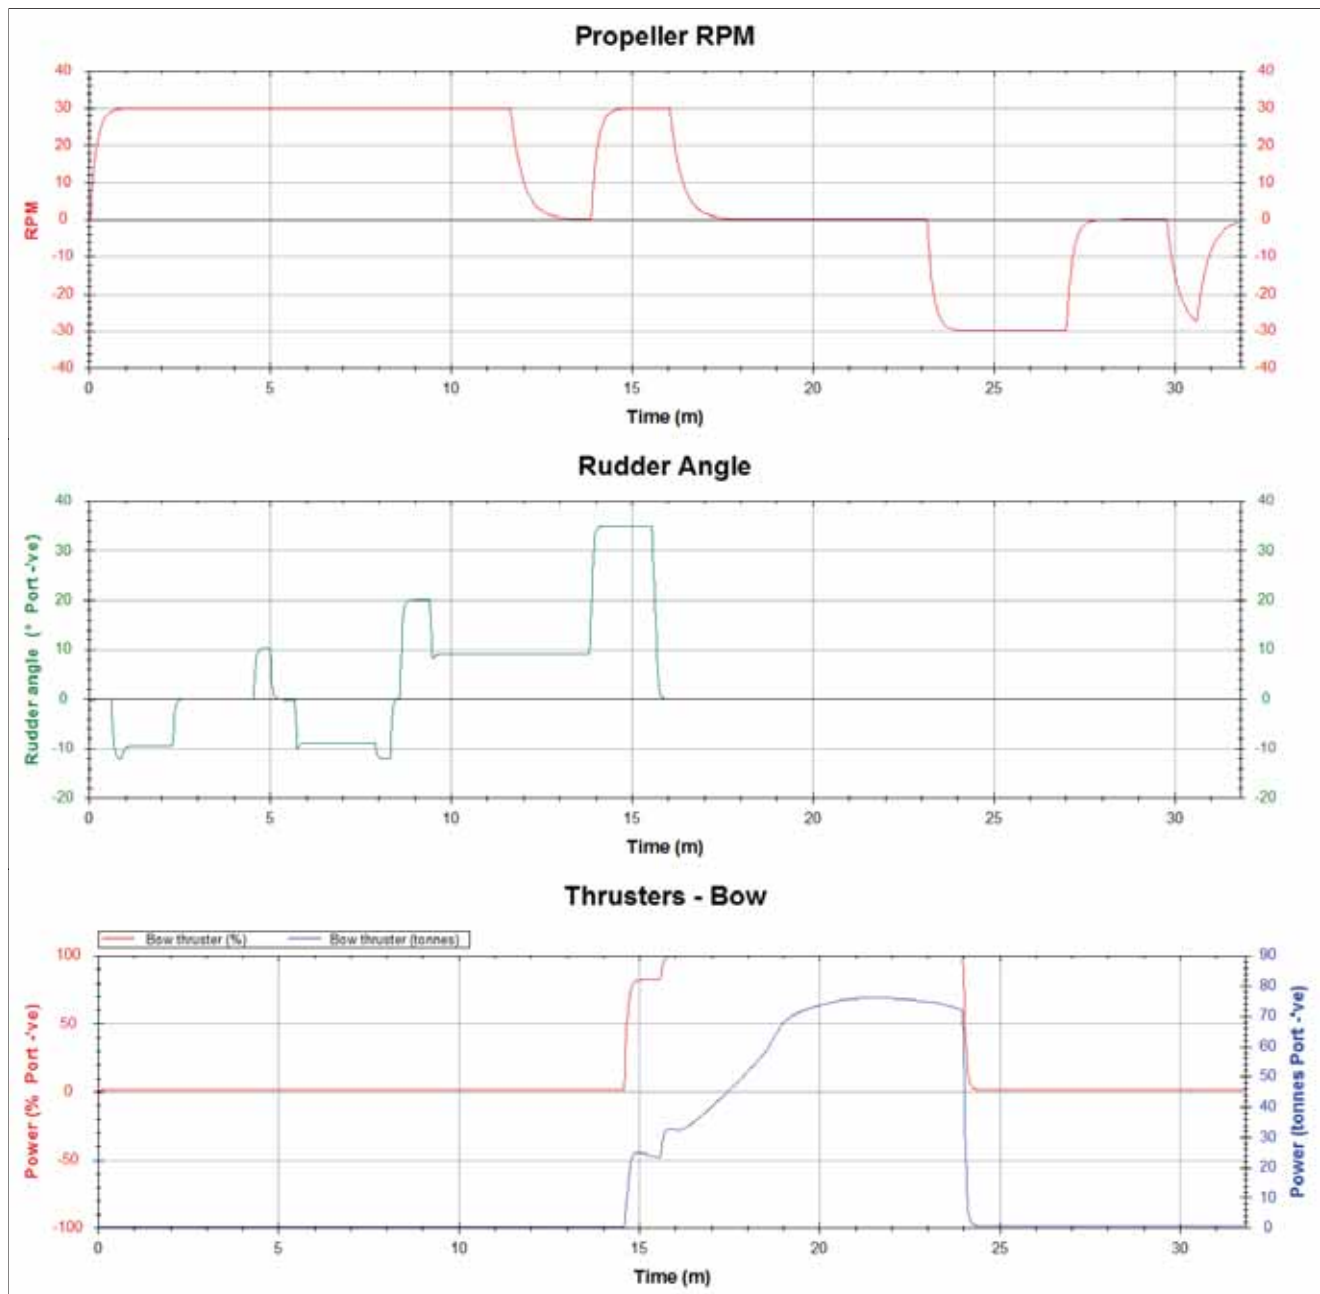 Propeller RPM
40 40
30 30
20 20
10 10
0 0
-10 -10
-20 -20
-30 -30
-40 -40
RPM
0 5 10 15 20 25 30
Time (m)
Rudder Angle
40 40
30 30
20 20
10 10
0 0
-10 -10
-20 -20
Rudder angle (° Port -'ve)
0 5 10 15 20 25 30
Time (m)
Thrusters - Bow
Bow thruster (%) Bow thruster (tonnes)
100 90
80
70
50
60
50
0
40
30
-50
20
10
-100 0
Power (% Port -'ve)
Power (tonnes Port -'ve)
0 5 10 15 20 25 30
Time (m)